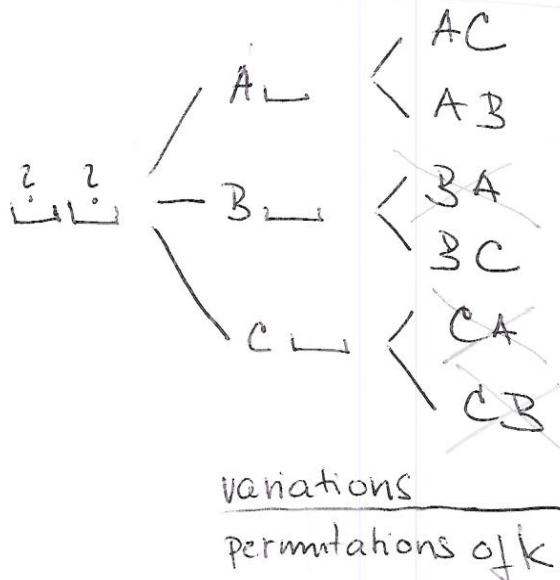 AC
A
AB
? ?
BA
B
BC
CA
C
CB
variations
permutations of k